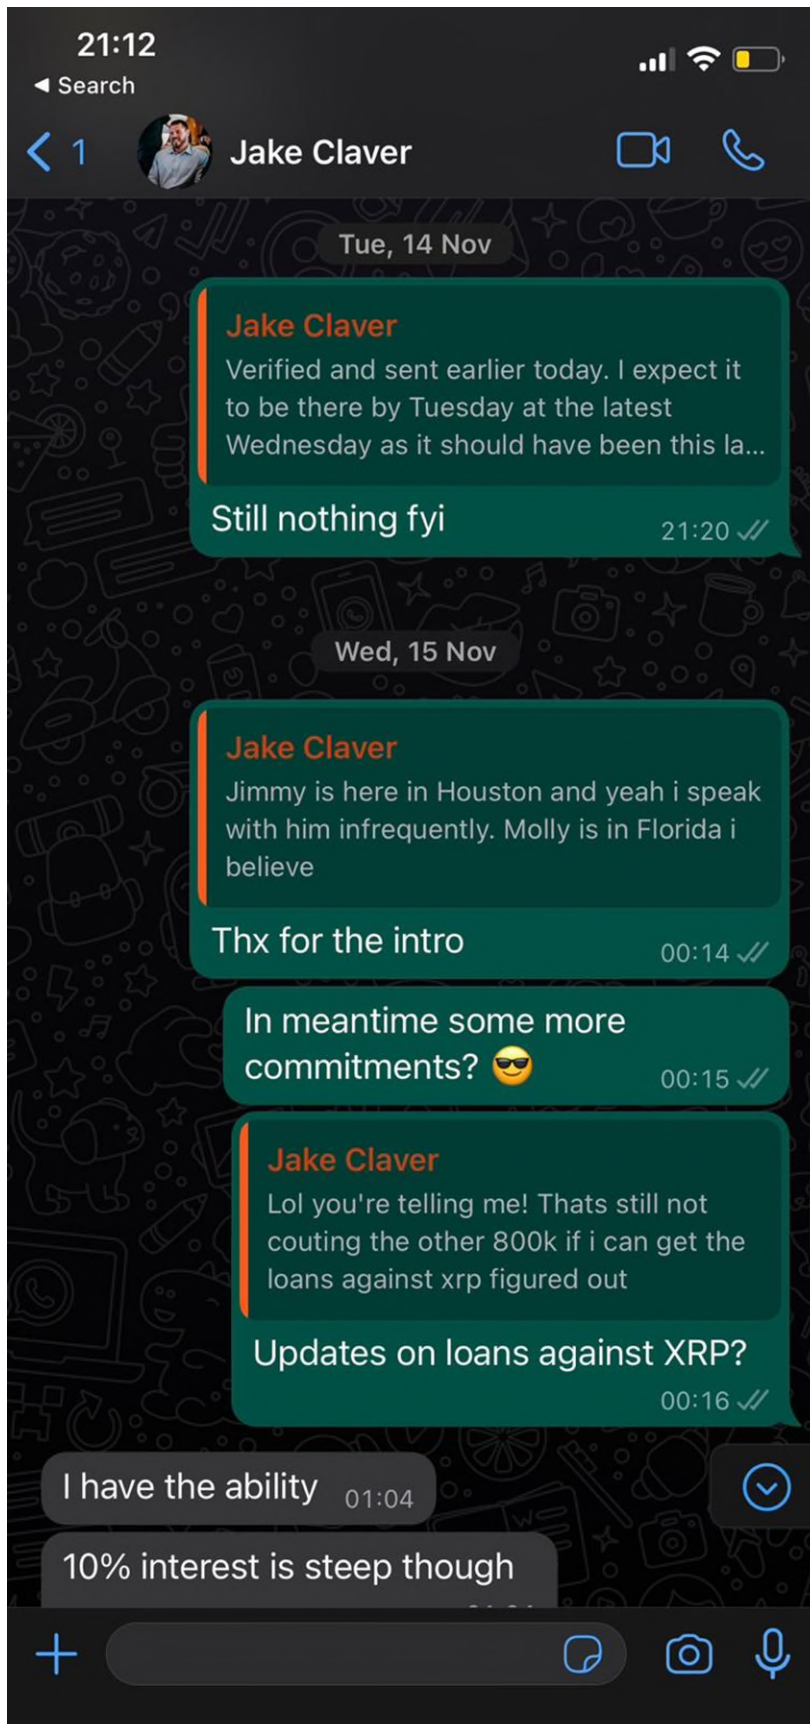 21:12
Search
1
Jake Claver
Tue, 14 Nov
Jake Claver
Verified and sent earlier today. I expect it
to be there by Tuesday at the latest
Wednesday as it should have been this la...
Still nothing fyi
21:20
Wed, 15 Nov
Jake Claver
Jimmy is here in Houston and yeah i speak
with him infrequently. Molly is in Florida i
believe
Thx for the intro
00:14
In meantime some more
commitments? 😎
00:15
Jake Claver
Lol you're telling me! Thats still not
couting the other 800k if i can get the
loans against xrp figured out
Updates on loans against XRP?
00:16
I have the ability
01:04
10% interest is steep though